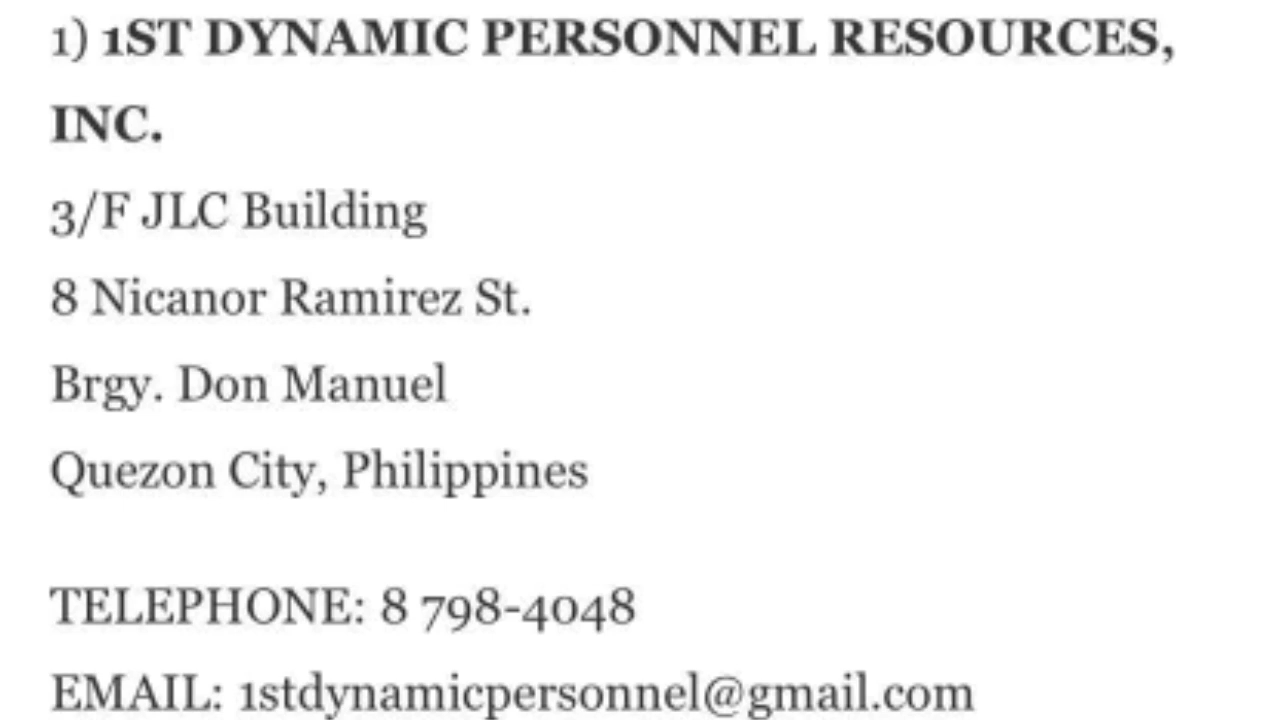 1) 1ST DYNAMIC PERSONNEL RESOURCES,
INC.
3/F JLC Building
8 Nicanor Ramirez St.
Brgy. Don Manuel
Quezon City, Philippines
TELEPHONE: 8 798-4048
EMAIL: 1stdynamicpersonnel@gmail.com